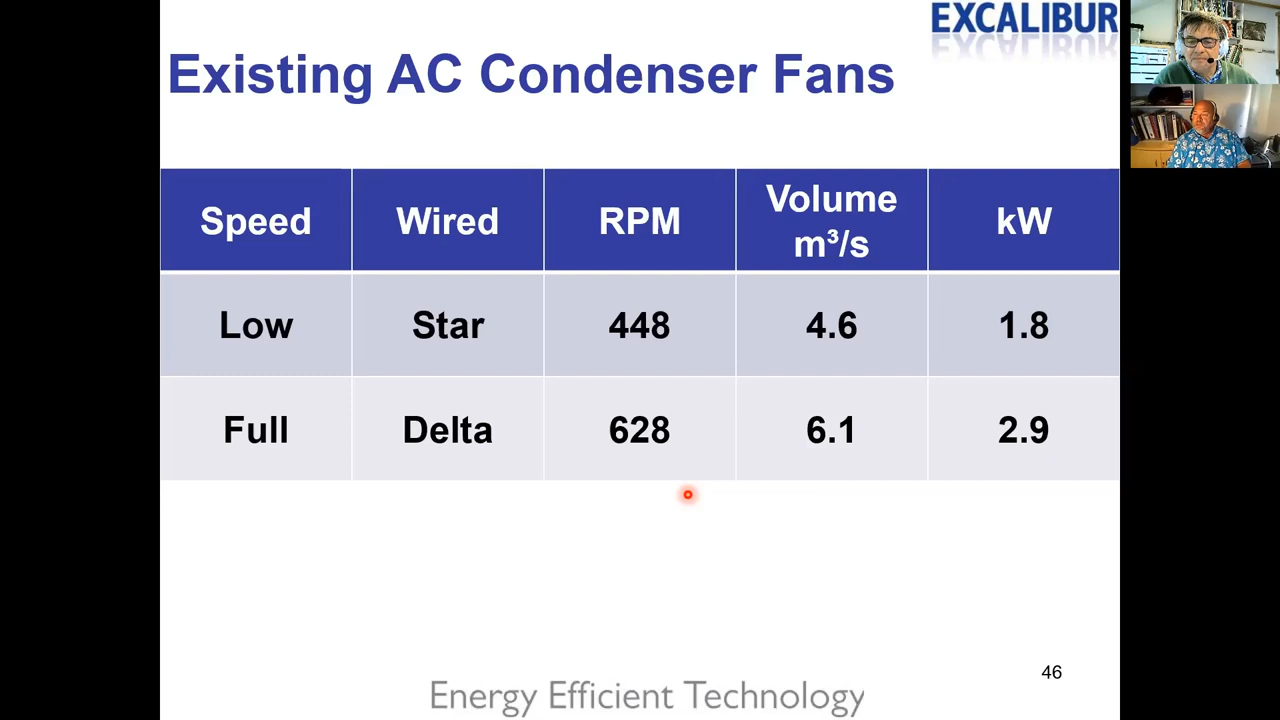 EXCALIBUR
Existing AC Condenser Fans
Speed Wired RPM Volume m³/s kW
Low Star 448 4.6 1.8
Full Delta 628 6.1 2.9
46
Energy Efficient Technology